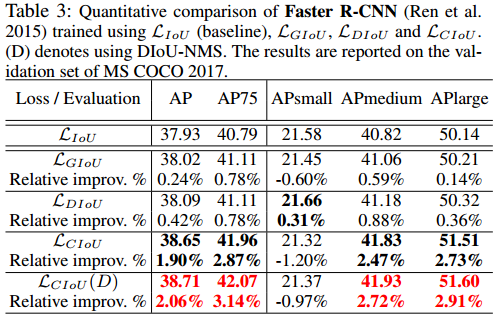 Table 3: Quantitative comparison of Faster R-CNN (Ren et al.
2015) trained using ℒIoU (baseline), ℒGIoU, ℒDIoU and ℒCIoU.
(D) denotes using DIoU-NMS. The results are reported on the val-
idation set of MS COCO 2017.
Loss / Evaluation AP AP75 APsmall APmedium APlarge
ℒIoU 37.93 40.79 21.58 40.82 50.14
ℒGIoU 38.02 41.11 21.45 41.06 50.21
Relative improv. % 0.24% 0.78% -0.60% 0.59% 0.14%
ℒDIoU 38.09 41.11 21.66 41.18 50.32
Relative improv. % 0.42% 0.78% 0.31% 0.88% 0.36%
ℒCIoU 38.65 41.96 21.32 41.83 51.51
Relative improv. % 1.90% 2.87% -1.20% 2.47% 2.73%
ℒCIoU(D) 38.71 42.07 21.37 41.93 51.60
Relative improv. % 2.06% 3.14% -0.97% 2.72% 2.91%